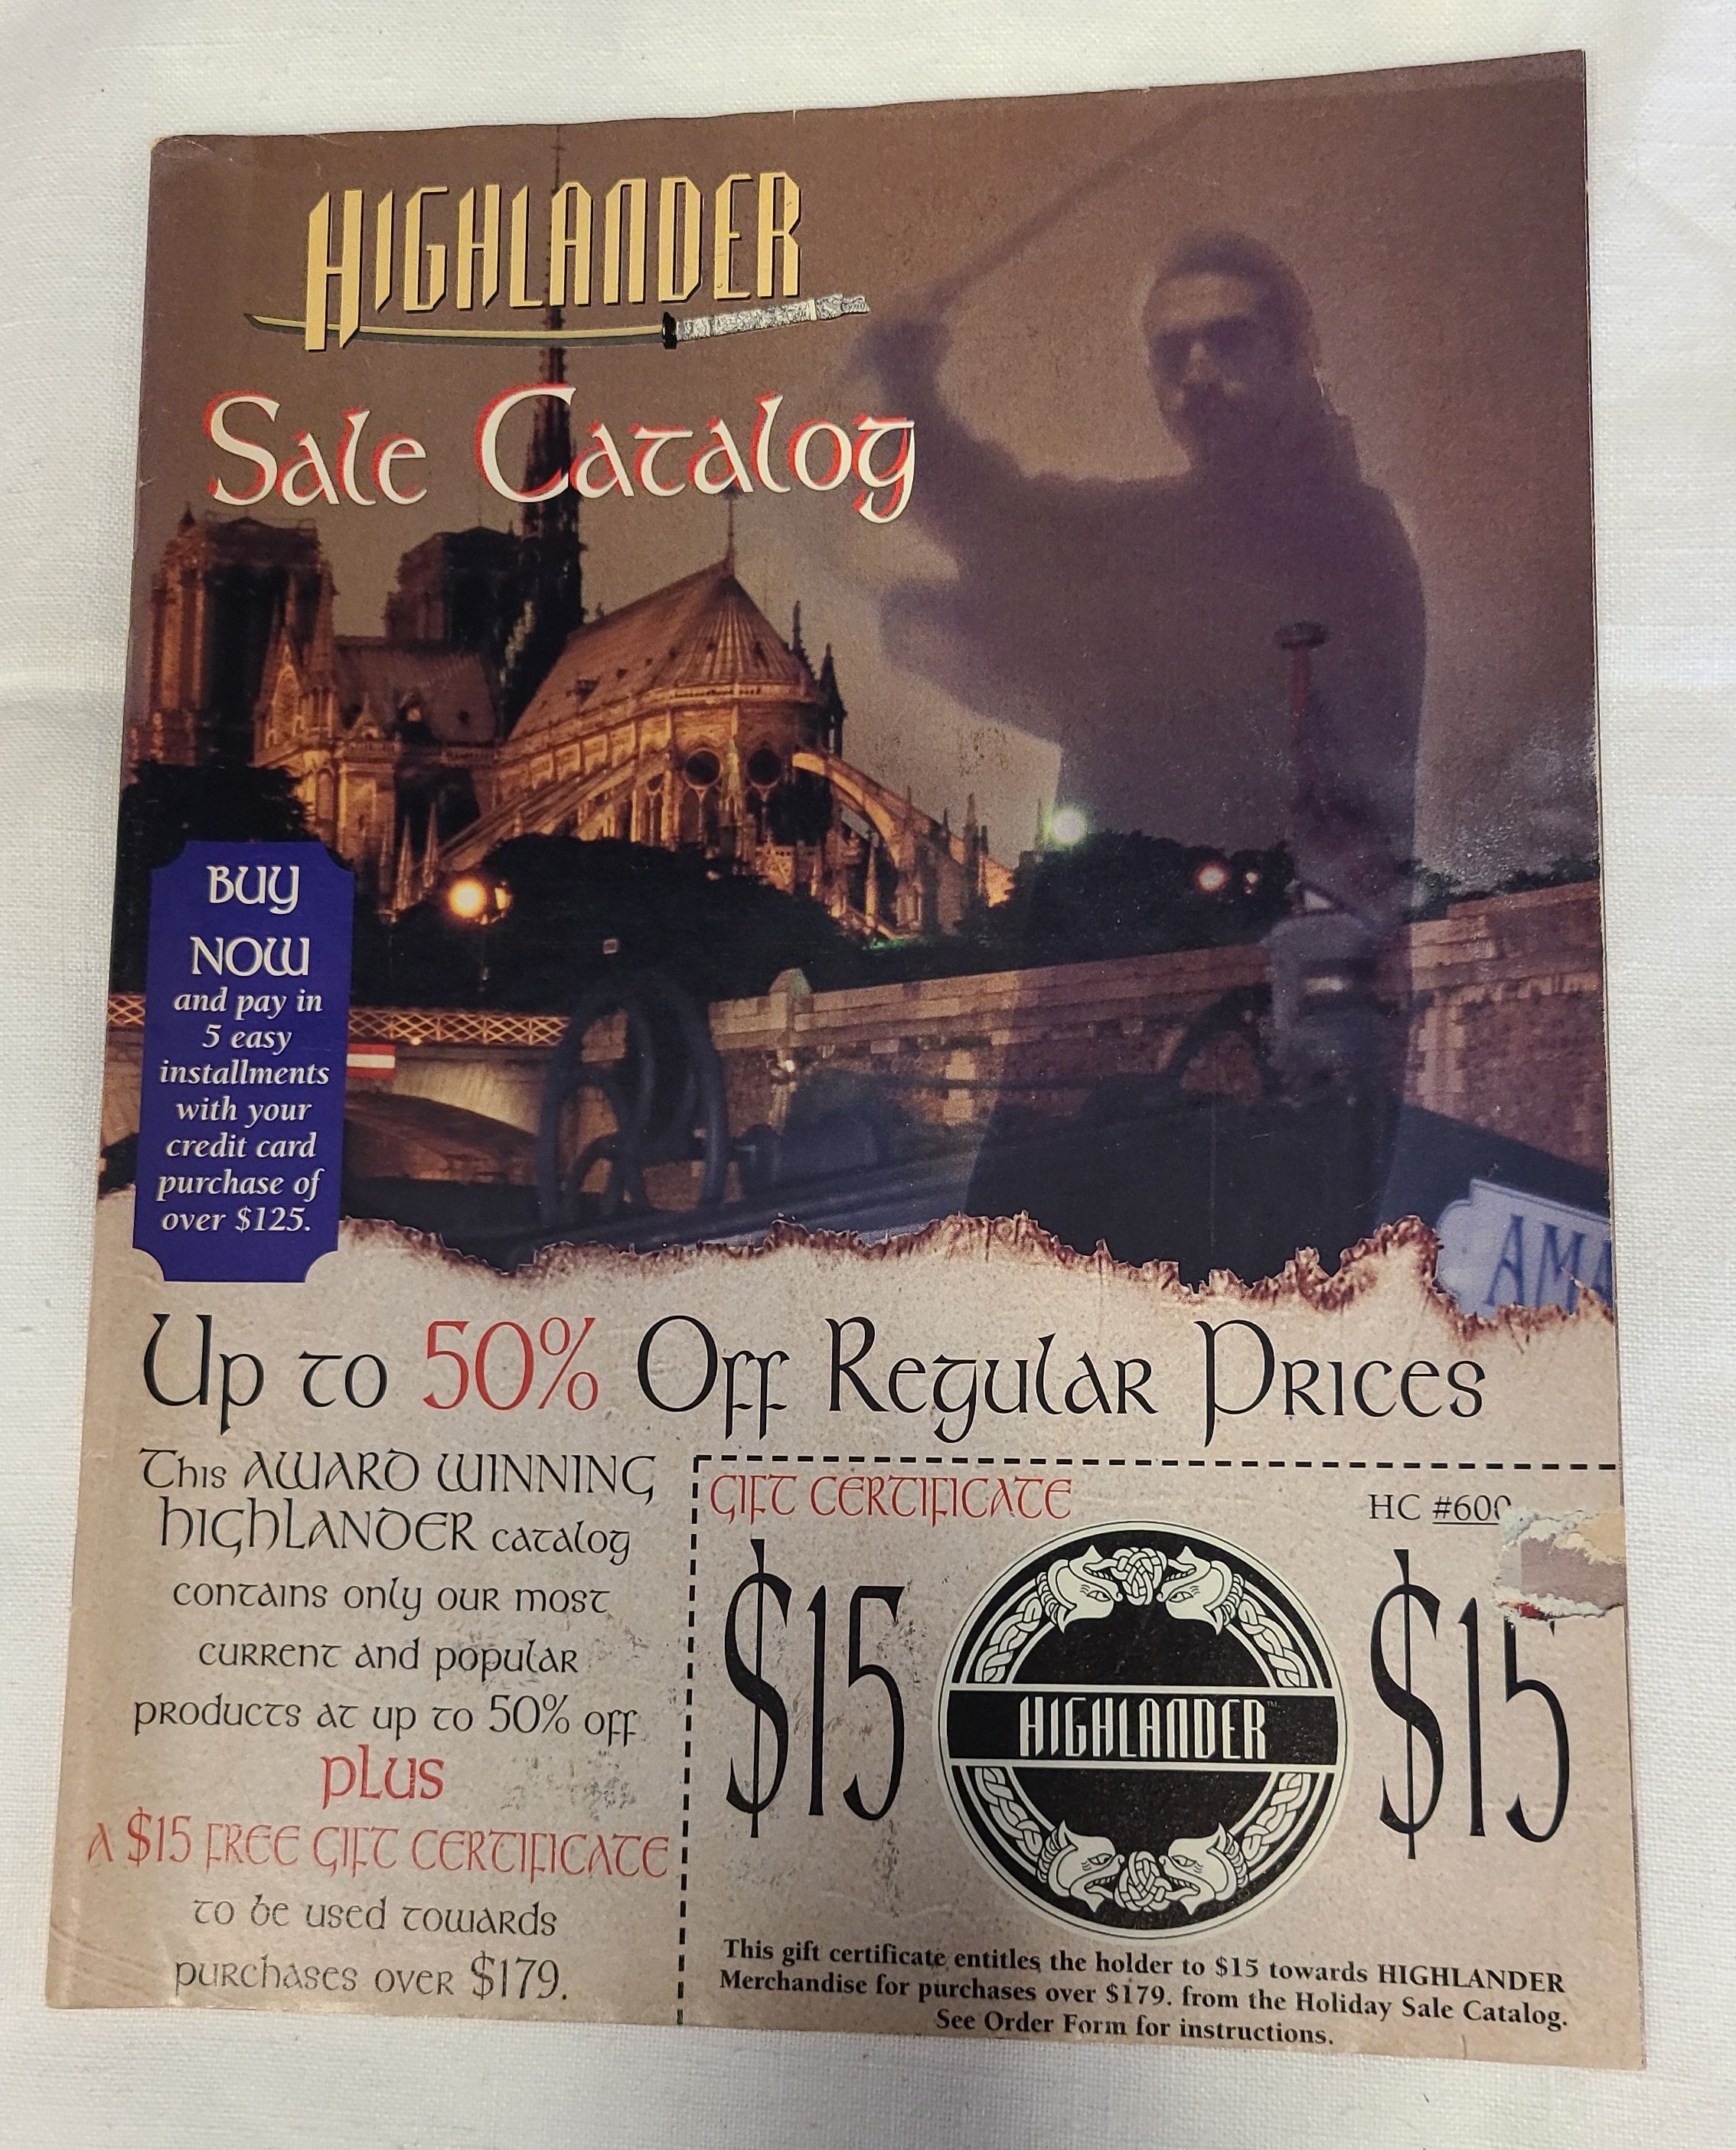 HIGHLANDER
Sale Catalog
BUY
NOW
and pay in
5 easy
installments
with your
credit card
purchase of
over $125.
AMA
Up to 50% Off Regular Prices
This AWARD WINNING
HIGHLANDER catalog
contains only our most
current and popular
products at up to 50% off
plus
A $15 FREE GIFT CERTIFICATE
to be used towards
purchases over $179.
GIFT CERTIFICATE
HC #600
$15
HIGHLANDER™
$15
This gift certificate entitles the holder to $15 towards HIGHLANDER
Merchandise for purchases over $179. from the Holiday Sale Catalog.
See Order Form for instructions.